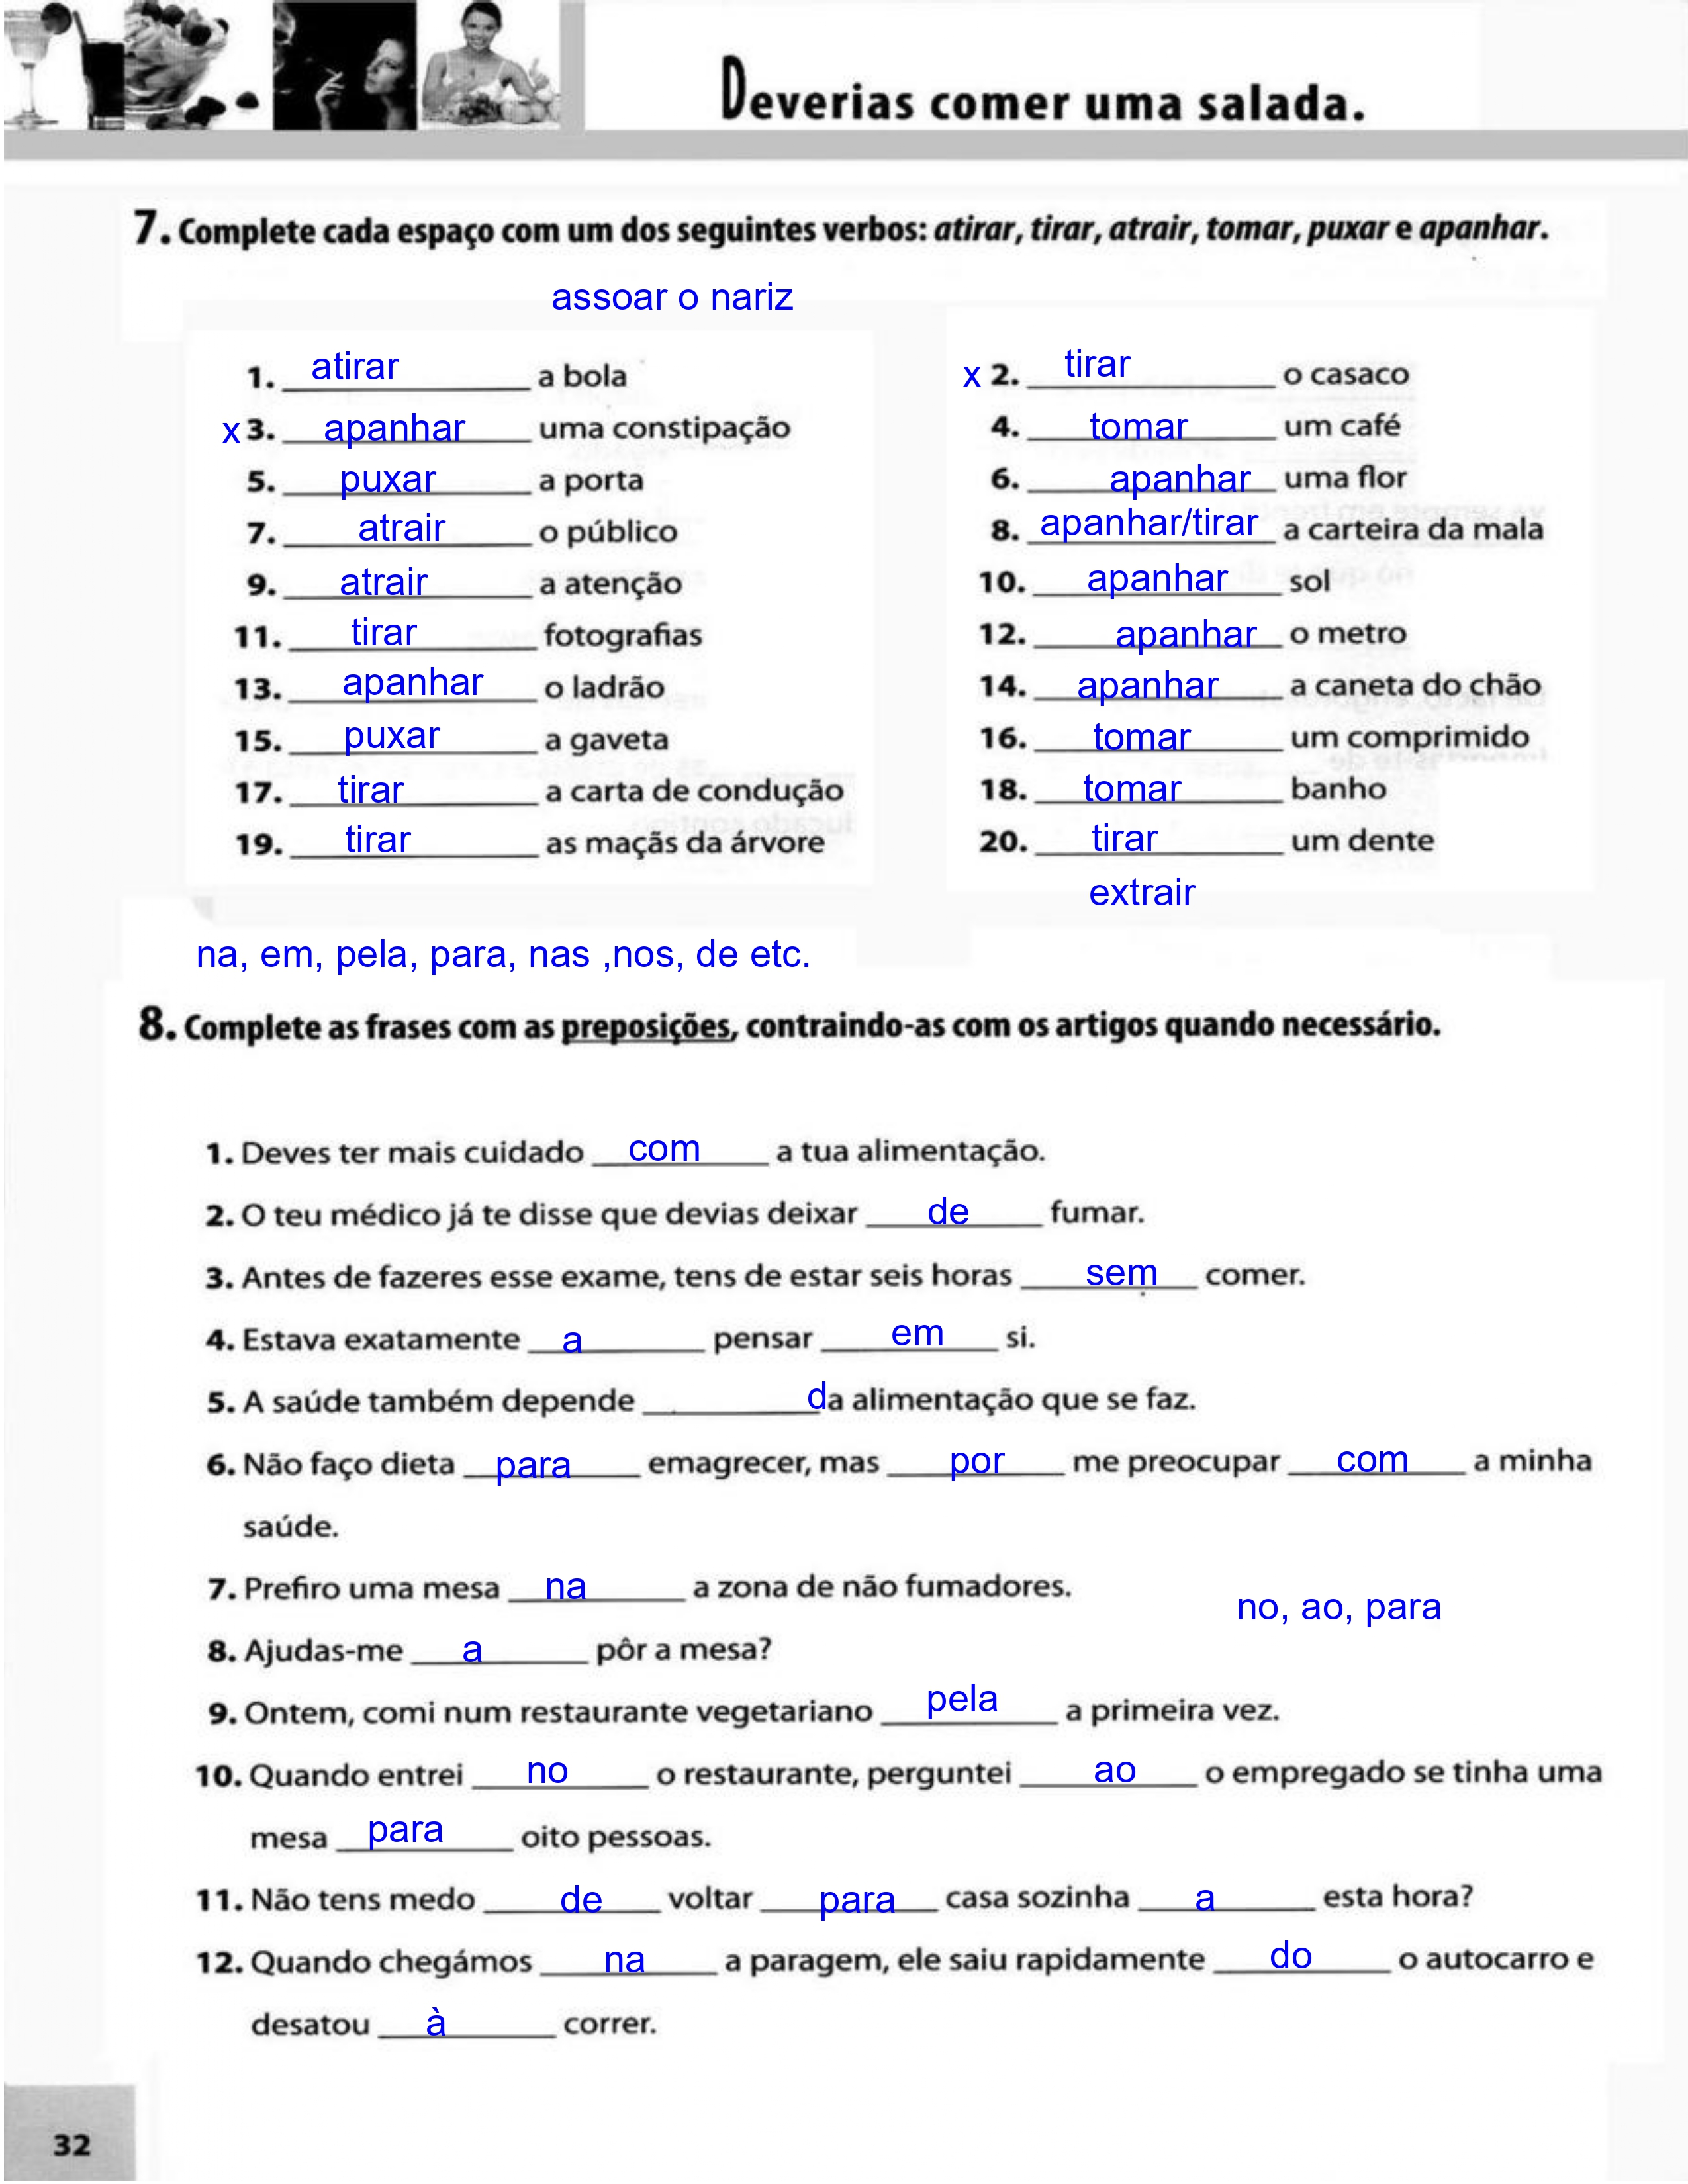 Deverias comer uma salada.
7. Complete cada espaço com um dos seguintes verbos: atirar, tirar, atrair, tomar, puxar e apanhar.
assoar o nariz
1. atirar a bola
x 2. tirar o casaco
x 3. apanhar uma constipação
4. tomar um café
5. puxar a porta
6. apanhar uma flor
7. atrair o público
8. apanhar/tirar a carteira da mala
9. atrair a atenção
10. apanhar sol
11. tirar fotografias
12. apanhar o metro
13. apanhar o ladrão
14. apanhar a caneta do chão
15. puxar a gaveta
16. tomar um comprimido
17. tirar a carta de condução
18. tomar banho
19. tirar as maçãs da árvore
20. tirar um dente
extrair
na, em, pela, para, nas ,nos, de etc.
8. Complete as frases com as preposições, contraindo-as com os artigos quando necessário.
1. Deves ter mais cuidado com a tua alimentação.
2. O teu médico já te disse que devias deixar de fumar.
3. Antes de fazeres esse exame, tens de estar seis horas sem comer.
4. Estava exatamente a pensar em si.
5. A saúde também depende da alimentação que se faz.
6. Não faço dieta para emagrecer, mas por me preocupar com a minha
saúde.
7. Prefiro uma mesa na a zona de não fumadores.
no, ao, para
8. Ajudas-me a pôr a mesa?
9. Ontem, comi num restaurante vegetariano pela a primeira vez.
10. Quando entrei no o restaurante, perguntei ao o empregado se tinha uma
mesa para oito pessoas.
11. Não tens medo de voltar para casa sozinha a esta hora?
12. Quando chegámos na a paragem, ele saiu rapidamente do o autocarro e
desatou à correr.
32